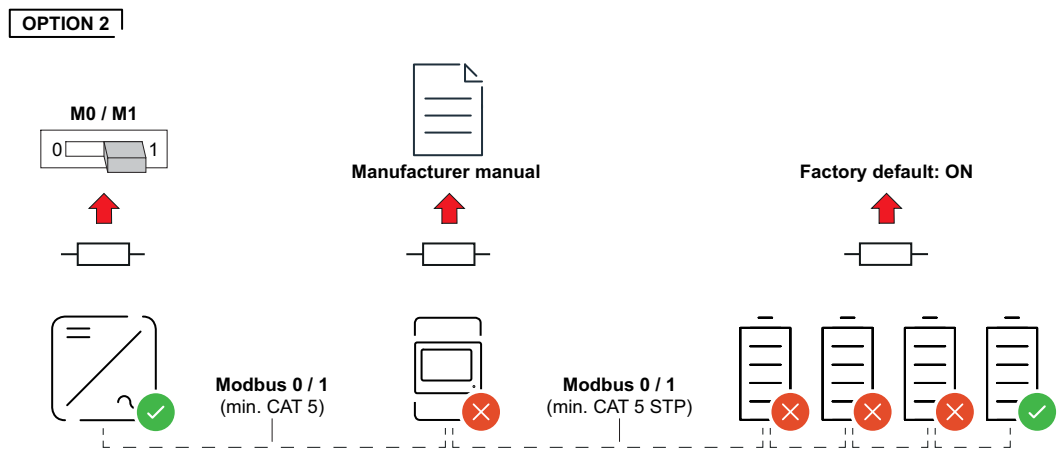 OPTION 2
M0 / M1
0 1
Manufacturer manual
Factory default: ON
Modbus 0 / 1
(min. CAT 5)
Modbus 0 / 1
(min. CAT 5 STP)